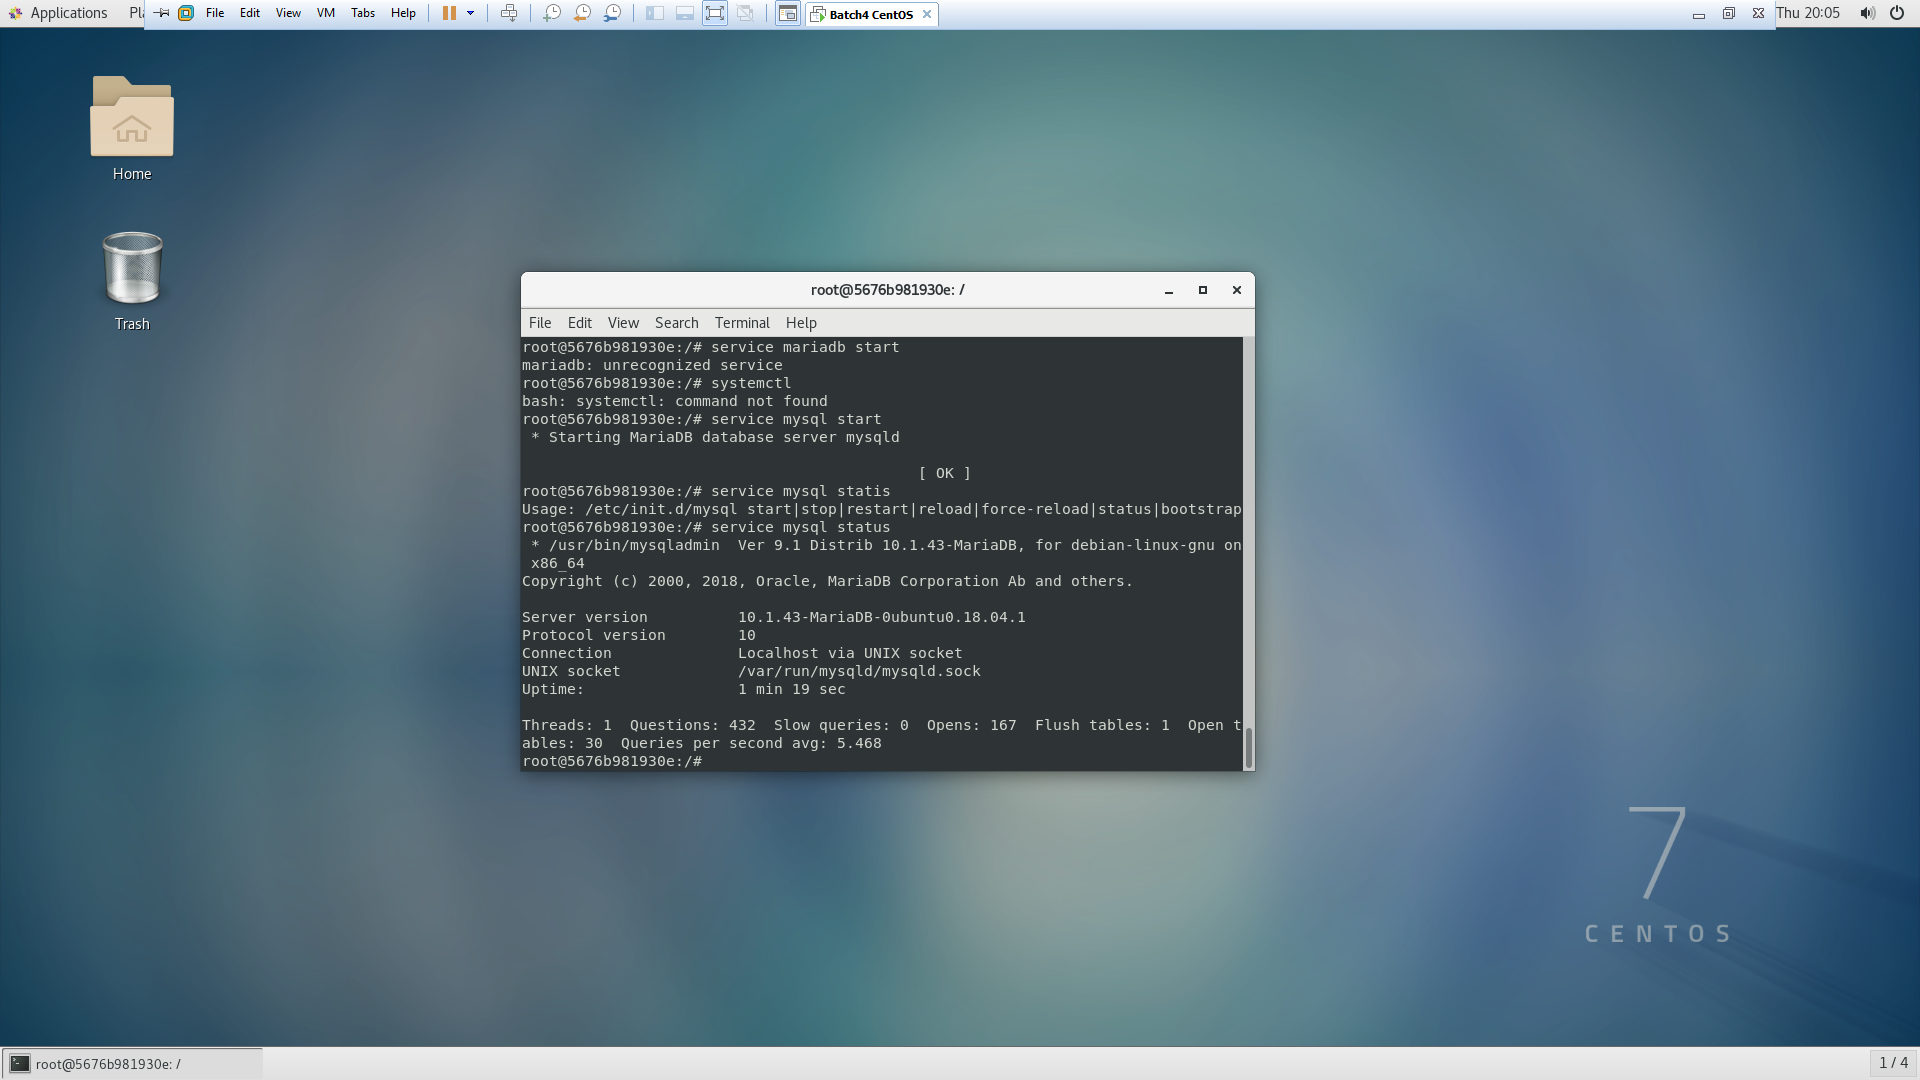 Applications
File Edit View VM Tabs Help
Batch4 CentOS
Thu 20:05
Home
Trash
root@5676b981930e: /
File Edit View Search Terminal Help
root@5676b981930e:/# service mariadb start
mariadb: unrecognized service
root@5676b981930e:/# systemctl
bash: systemctl: command not found
root@5676b981930e:/# service mysql start
 * Starting MariaDB database server mysqld
[ OK ]
root@5676b981930e:/# service mysql statis
Usage: /etc/init.d/mysql start|stop|restart|reload|force-reload|status|bootstrap
root@5676b981930e:/# service mysql status
 * /usr/bin/mysqladmin  Ver 9.1 Distrib 10.1.43-MariaDB, for debian-linux-gnu on
 x86_64
Copyright (c) 2000, 2018, Oracle, MariaDB Corporation Ab and others.
Server version          10.1.43-MariaDB-0ubuntu0.18.04.1
Protocol version        10
Connection              Localhost via UNIX socket
UNIX socket             /var/run/mysqld/mysqld.sock
Uptime:                 1 min 19 sec
Threads: 1  Questions: 432  Slow queries: 0  Opens: 167  Flush tables: 1  Open t
ables: 30  Queries per second avg: 5.468
root@5676b981930e:/#
7
CENTOS
root@5676b981930e: /
1 / 4